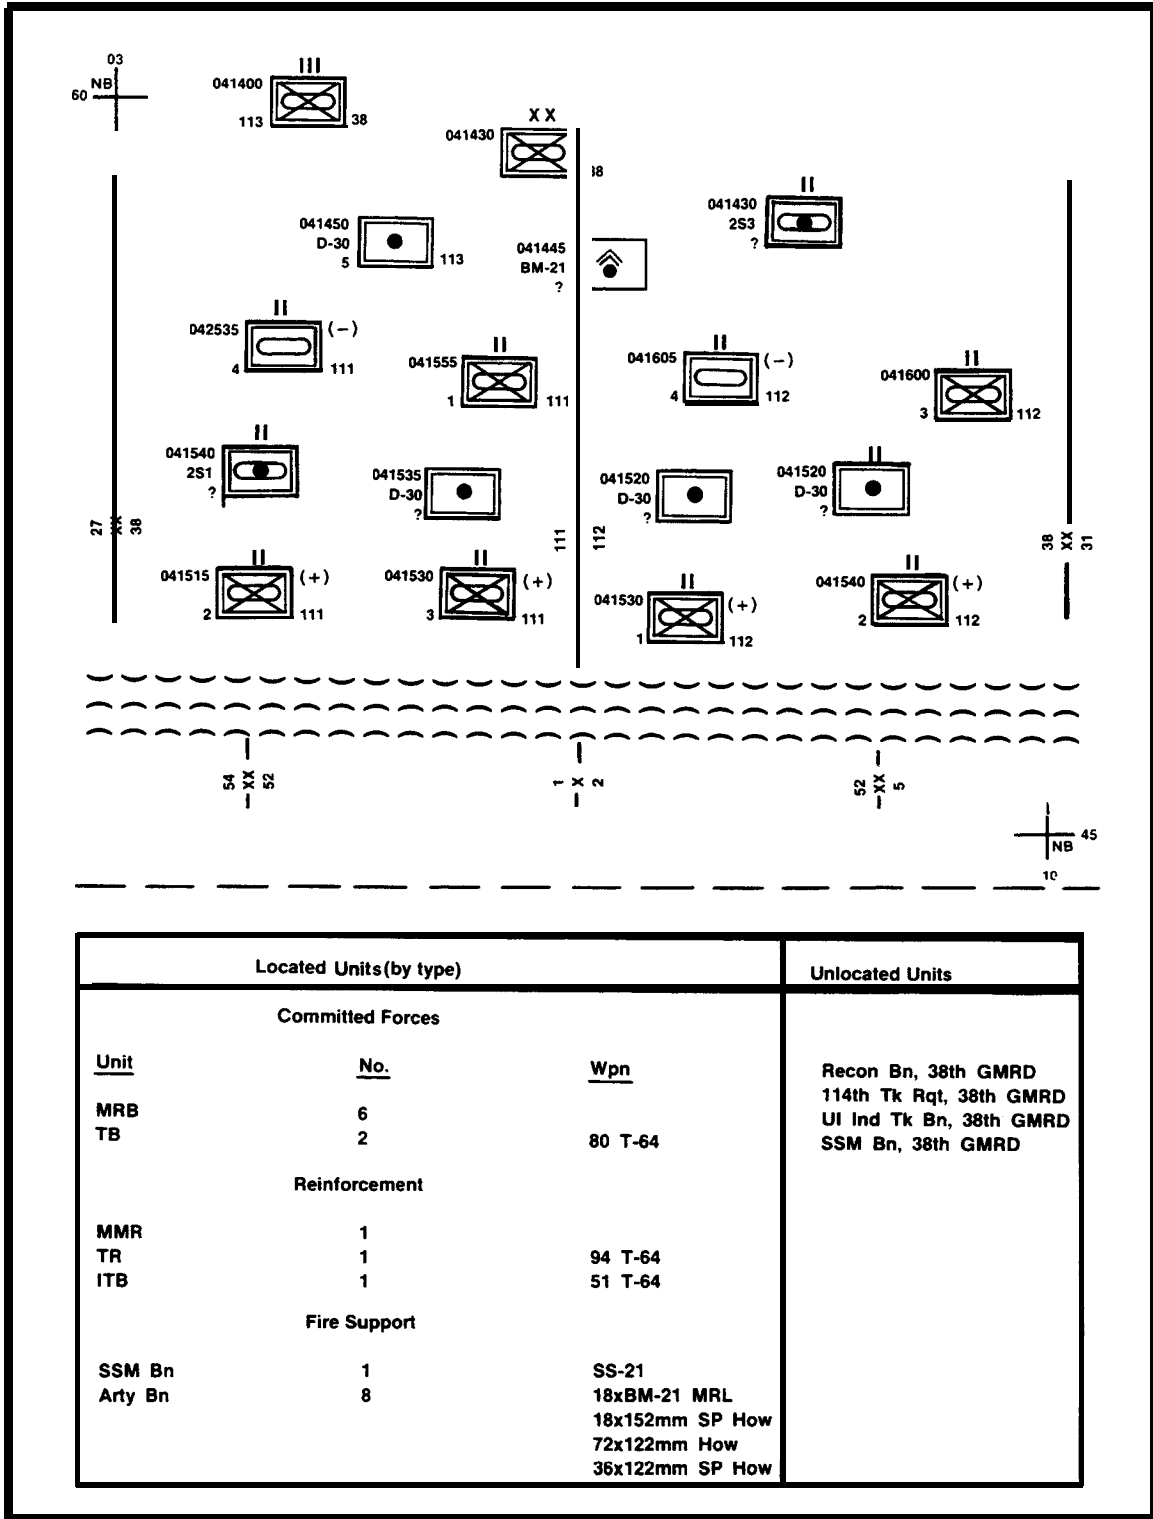 03
NB
60
III
041400
113
38
XX
041430
38
II
041430
2S3
?
041450
D-30
5
113
041445
BM-21
?
II
042535
(-)
4
111
II
041555
1
111
II
041605
(-)
4
112
II
041600
3
112
II
041540
2S1
?
041535
D-30
?
041520
D-30
?
II
041520
D-30
?
27
XX
38
111
112
38
XX
31
II
041515
(+)
2
111
II
041530
(+)
3
111
II
041530
(+)
1
112
II
041540
(+)
2
112
54
XX
52
1
X
2
52
XX
5
45
NB
10
Located Units (by type)
Unlocated Units
Committed Forces
Unit No. Wpn
MRB 6
TB 2 80 T-64
Reinforcement
MMR 1
TR 1 94 T-64
ITB 1 51 T-64
Fire Support
SSM Bn 1 SS-21
Arty Bn 8 18xBM-21 MRL
18x152mm SP How
72x122mm How
36x122mm SP How
Recon Bn, 38th GMRD
114th Tk Rqt, 38th GMRD
UI Ind Tk Bn, 38th GMRD
SSM Bn, 38th GMRD